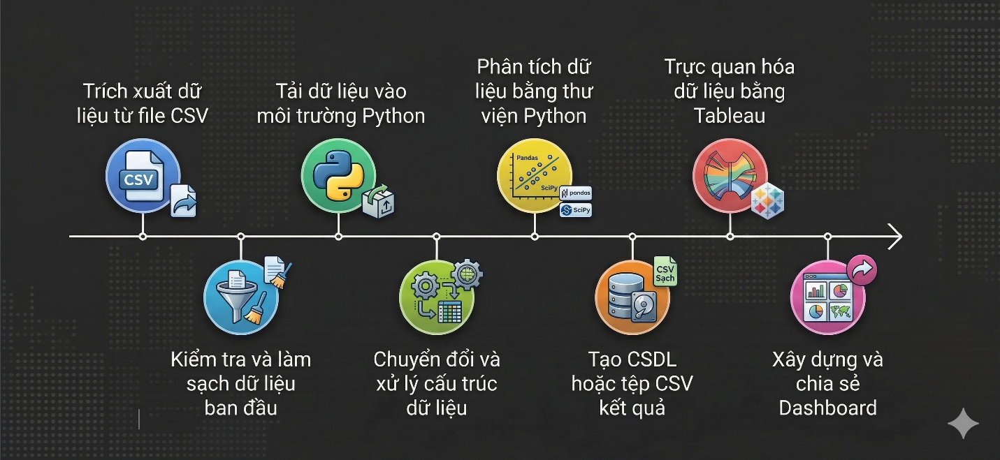 Trích xuất dữ
liệu từ file CSV
CSV
Kiểm tra và làm
sạch dữ liệu
ban đầu
Tải dữ liệu vào
môi trường Python
Chuyển đổi và
xử lý cấu trúc
dữ liệu
Phân tích dữ
liệu bằng thư
viện Python
Pandas
SciPy
pandas
SciPy
CSV
Sạch
Tạo CSDL
hoặc tệp CSV
kết quả
Trực quan hóa
dữ liệu bằng
Tableau
Xây dựng và
chia sẻ
Dashboard